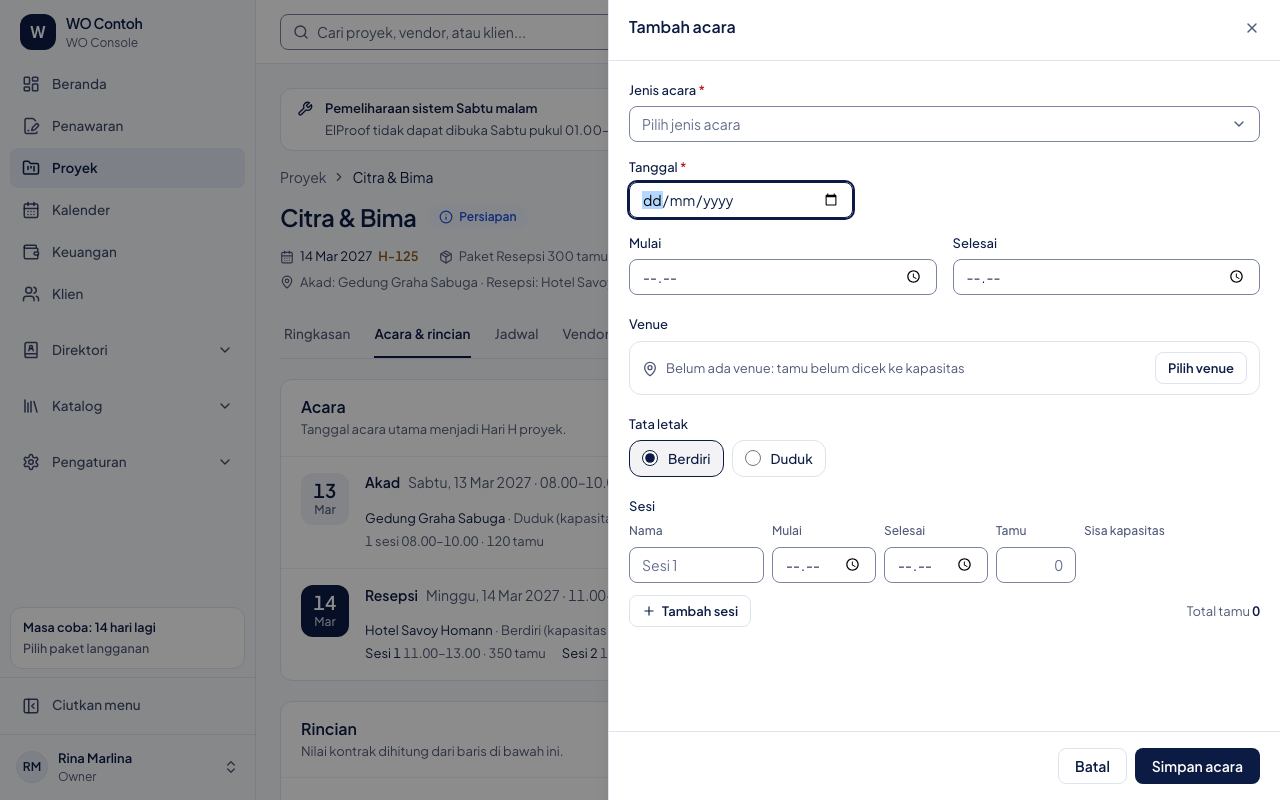 W
WO Contoh
WO Console
Beranda
Penawaran
Proyek
Kalender
Keuangan
Klien
Direktori
Katalog
Pengaturan
Masa coba: 14 hari lagi
Pilih paket langganan
Ciutkan menu
RM
Rina Marlina
Owner
Cari proyek, vendor, atau klien...
Pemeliharaan sistem Sabtu malam
ElProof tidak dapat dibuka Sabtu pukul 01.00–
Proyek
Citra & Bima
Citra & Bima
Persiapan
14 Mar 2027 H-125 Paket Resepsi 300 tamu
Akad: Gedung Graha Sabuga · Resepsi: Hotel Savo
Ringkasan
Acara & rincian
Jadwal
Vendor
Acara
Tanggal acara utama menjadi Hari H proyek.
13
Mar
Akad Sabtu, 13 Mar 2027 · 08.00–10.
Gedung Graha Sabuga · Duduk (kapasita
1 sesi 08.00–10.00 · 120 tamu
14
Mar
Resepsi Minggu, 14 Mar 2027 · 11.00
Hotel Savoy Homann · Berdiri (kapasitas
Sesi 1 11.00–13.00 · 350 tamu Sesi 2 1
Rincian
Nilai kontrak dihitung dari baris di bawah ini.
Tambah acara
Jenis acara *
Pilih jenis acara
Tanggal *
dd/mm/yyyy
Mulai
Selesai
--.--
--.--
Venue
Belum ada venue: tamu belum dicek ke kapasitas
Pilih venue
Tata letak
Berdiri
Duduk
Sesi
Nama
Mulai
Selesai
Tamu
Sisa kapasitas
Sesi 1
--.--
--.--
0
Tambah sesi
Total tamu 0
Batal
Simpan acara